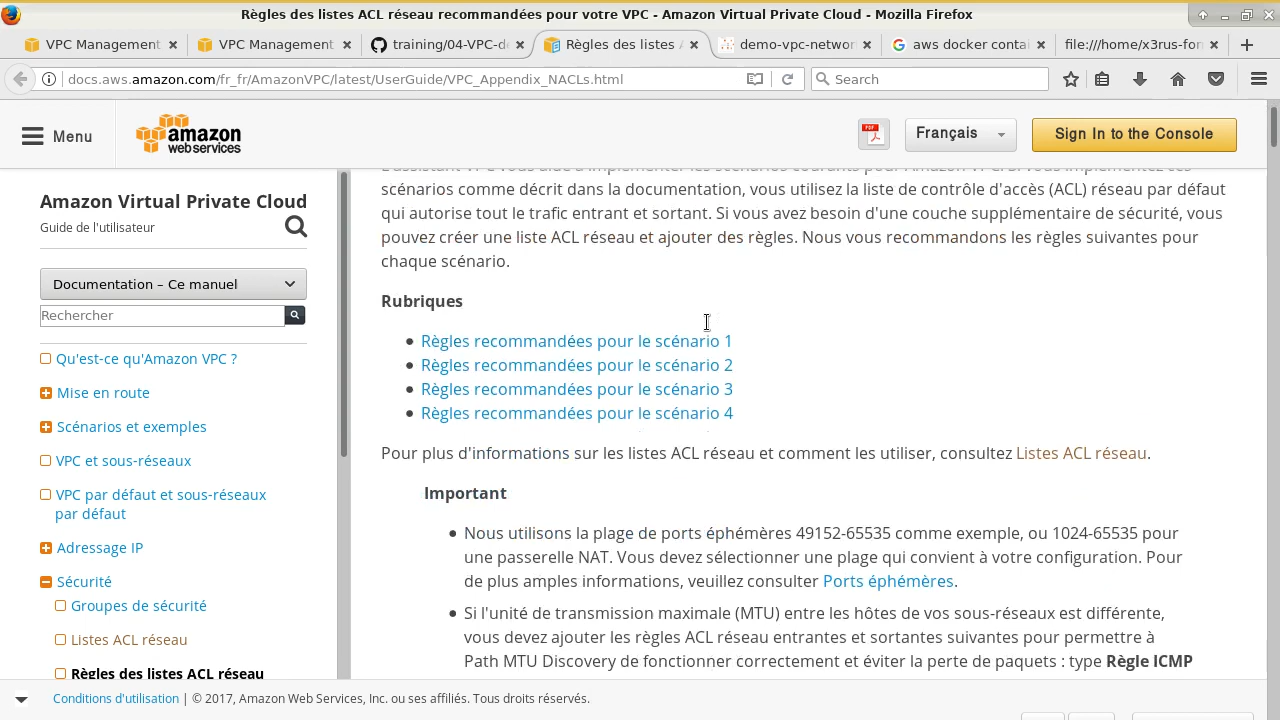 Règles des listes ACL réseau recommandées pour votre VPC - Amazon Virtual Private Cloud - Mozilla Firefox
VPC Management
VPC Management
training/04-VPC-d
Règles des listes
demo-vpc-networ
aws docker conta
file:///home/x3rus-for
docs.aws.amazon.com/fr_fr/AmazonVPC/latest/UserGuide/VPC_Appendix_NACLs.html
Search
Menu
amazon
web services
PDF
Français
Sign In to the Console
Amazon Virtual Private Cloud
Guide de l'utilisateur
Documentation – Ce manuel
Rechercher
Qu'est-ce qu'Amazon VPC ?
Mise en route
Scénarios et exemples
VPC et sous-réseaux
VPC par défaut et sous-réseaux
par défaut
Adressage IP
Sécurité
Groupes de sécurité
Listes ACL réseau
Règles des listes ACL réseau
scénarios comme décrit dans la documentation, vous utilisez la liste de contrôle d'accès (ACL) réseau par défaut
qui autorise tout le trafic entrant et sortant. Si vous avez besoin d'une couche supplémentaire de sécurité, vous
pouvez créer une liste ACL réseau et ajouter des règles. Nous vous recommandons les règles suivantes pour
chaque scénario.
Rubriques
Règles recommandées pour le scénario 1
Règles recommandées pour le scénario 2
Règles recommandées pour le scénario 3
Règles recommandées pour le scénario 4
Pour plus d'informations sur les listes ACL réseau et comment les utiliser, consultez Listes ACL réseau.
Important
Nous utilisons la plage de ports éphémères 49152-65535 comme exemple, ou 1024-65535 pour
une passerelle NAT. Vous devez sélectionner une plage qui convient à votre configuration. Pour
de plus amples informations, veuillez consulter Ports éphémères.
Si l'unité de transmission maximale (MTU) entre les hôtes de vos sous-réseaux est différente,
vous devez ajouter les règles ACL réseau entrantes et sortantes suivantes pour permettre à
Path MTU Discovery de fonctionner correctement et éviter la perte de paquets : type Règle ICMP
Conditions d'utilisation | © 2017, Amazon Web Services, Inc. ou ses affiliés. Tous droits réservés.